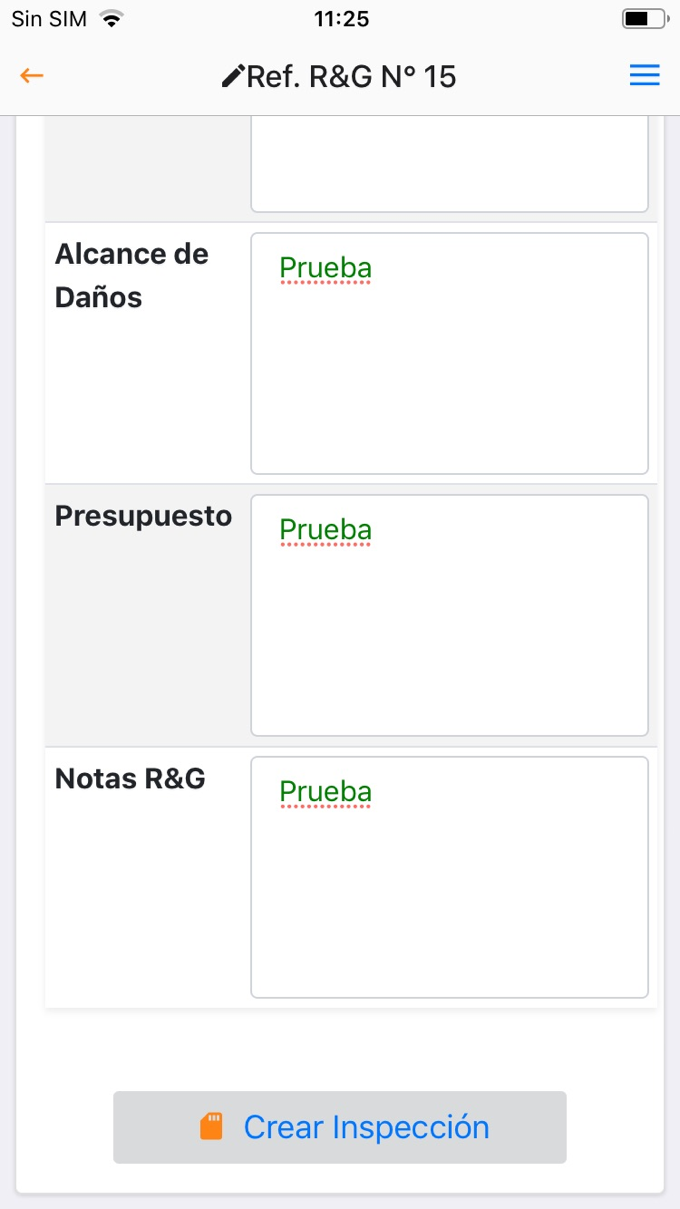 Sin SIM 11:25
Ref. R&G N° 15
Alcance de
Daños
Prueba
Presupuesto
Prueba
Notas R&G
Prueba
Crear Inspección